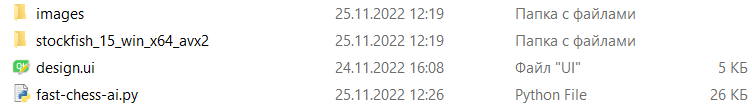 images 25.11.2022 12:19 Папка с файлами
stockfish_15_win_x64_avx2 25.11.2022 12:19 Папка с файлами
design.ui 24.11.2022 16:08 Файл "UI" 5 КБ
fast-chess-ai.py 25.11.2022 12:26 Python File 26 КБ